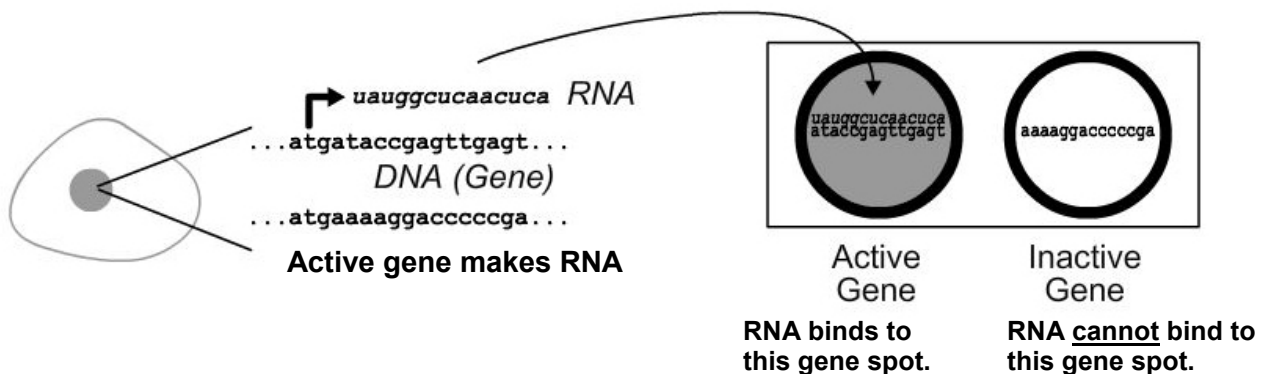 uauggcucaacuca RNA
...atgataccgagttgagt...
DNA (Gene)
...atgaaaaggacccccga...
Active gene makes RNA
uauggcucaacuca
ataccgagttgagt
aaaaggacccccga
Active
Gene
Inactive
Gene
RNA binds to
this gene spot.
RNA cannot bind to
this gene spot.